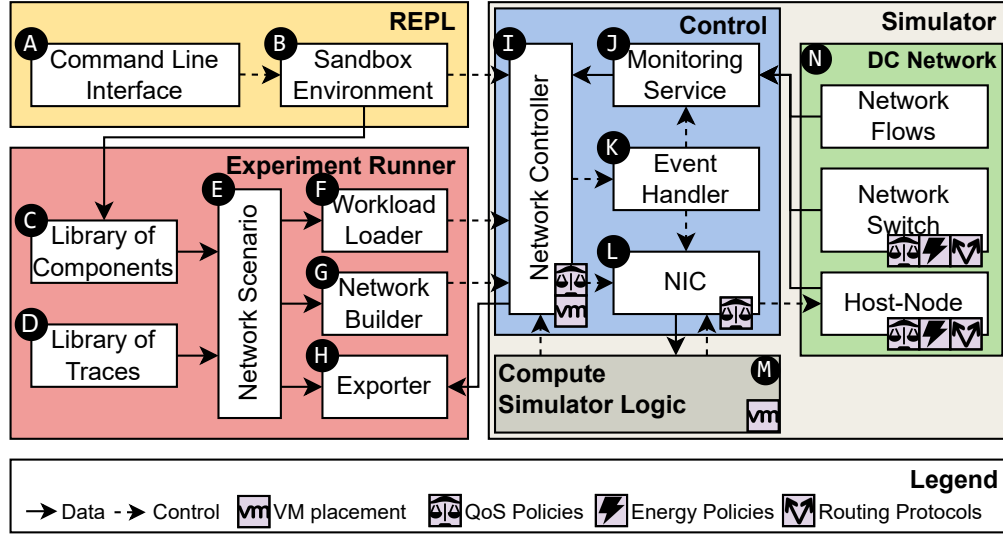 REPL
A
Command Line
Interface
B
Sandbox
Environment
Experiment Runner
C
Library of
Components
D
Library of
Traces
E
Network Scenario
F
Workload
Loader
G
Network
Builder
H
Exporter
Simulator
Control
I
Network Controller
vm
J
Monitoring
Service
K
Event
Handler
L
NIC
M
Compute
Simulator Logic
vm
N
DC Network
Network
Flows
Network
Switch
Host-Node
Legend
Data
Control
vm
VM placement
QoS Policies
Energy Policies
Routing Protocols